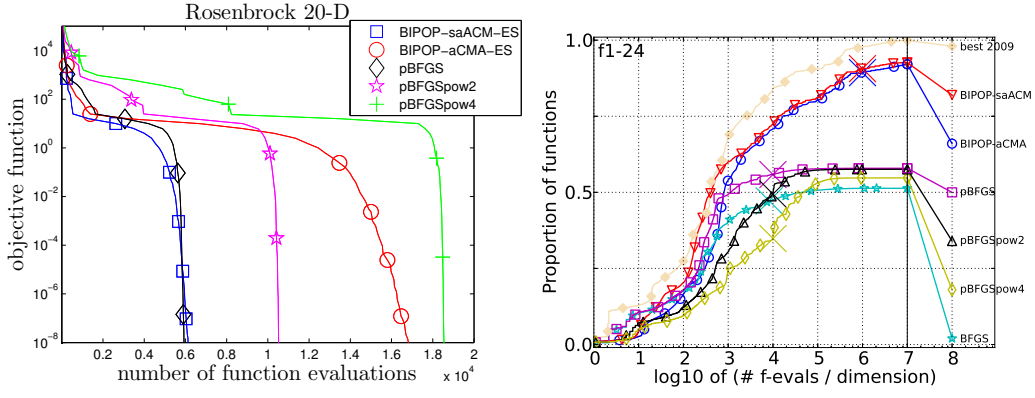 Rosenbrock 20-D
objective function
10^4
10^2
10^0
10^−2
10^−4
10^−6
10^−8
0.2 0.4 0.6 0.8 1 1.2 1.4 1.6 1.8 2
x 10^4
number of function evaluations
BIPOP-saACM-ES
BIPOP-aCMA-ES
pBFGS
pBFGSpow2
pBFGSpow4
f1-24
Proportion of functions
1.0
0.5
0.0
0 1 2 3 4 5 6 7 8
log10 of (# f-evals / dimension)
best 2009
BIPOP-saACM
BIPOP-aCMA
pBFGS
pBFGSpow2
pBFGSpow4
BFGS